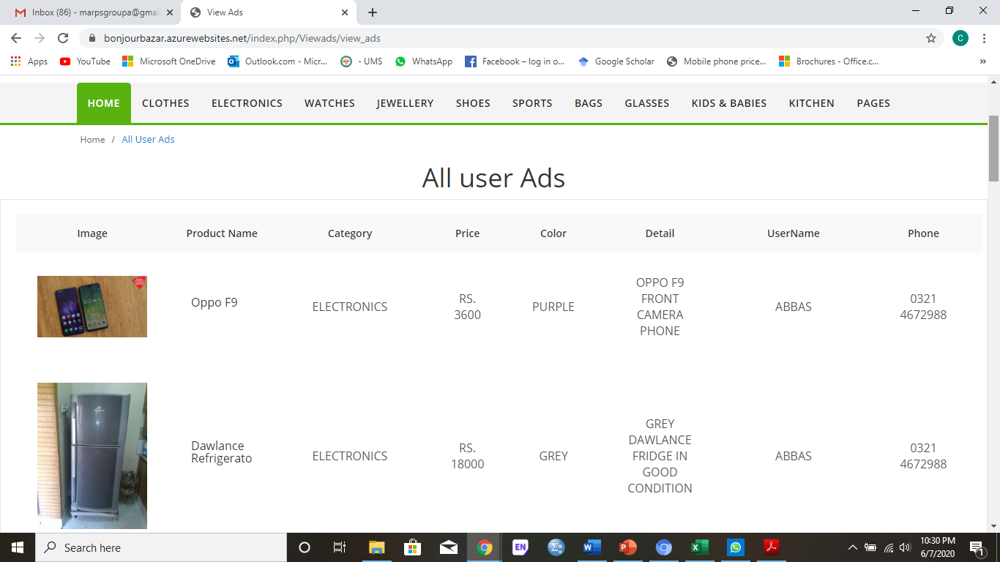 Inbox (86) - marpsgroupa@gmai
View Ads
bonjourbazar.azurewebsites.net/index.php/Viewads/view_ads
C
Apps YouTube Microsoft OneDrive Outlook.com - Micr... - UMS WhatsApp Facebook – log in o... Google Scholar Mobile phone price... Brochures - Office.c... »
HOME CLOTHES ELECTRONICS WATCHES JEWELLERY SHOES SPORTS BAGS GLASSES KIDS & BABIES KITCHEN PAGES
Home / All User Ads
All user Ads
Image Product Name Category Price Color Detail UserName Phone
Oppo F9
ELECTRONICS
RS.
3600
PURPLE
OPPO F9
FRONT
CAMERA
PHONE
ABBAS
0321
4672988
Dawlance
Refrigerato
ELECTRONICS
RS.
18000
GREY
GREY
DAWLANCE
FRIDGE IN
GOOD
CONDITION
ABBAS
0321
4672988
Search here
EN
10:30 PM
6/7/2020
1